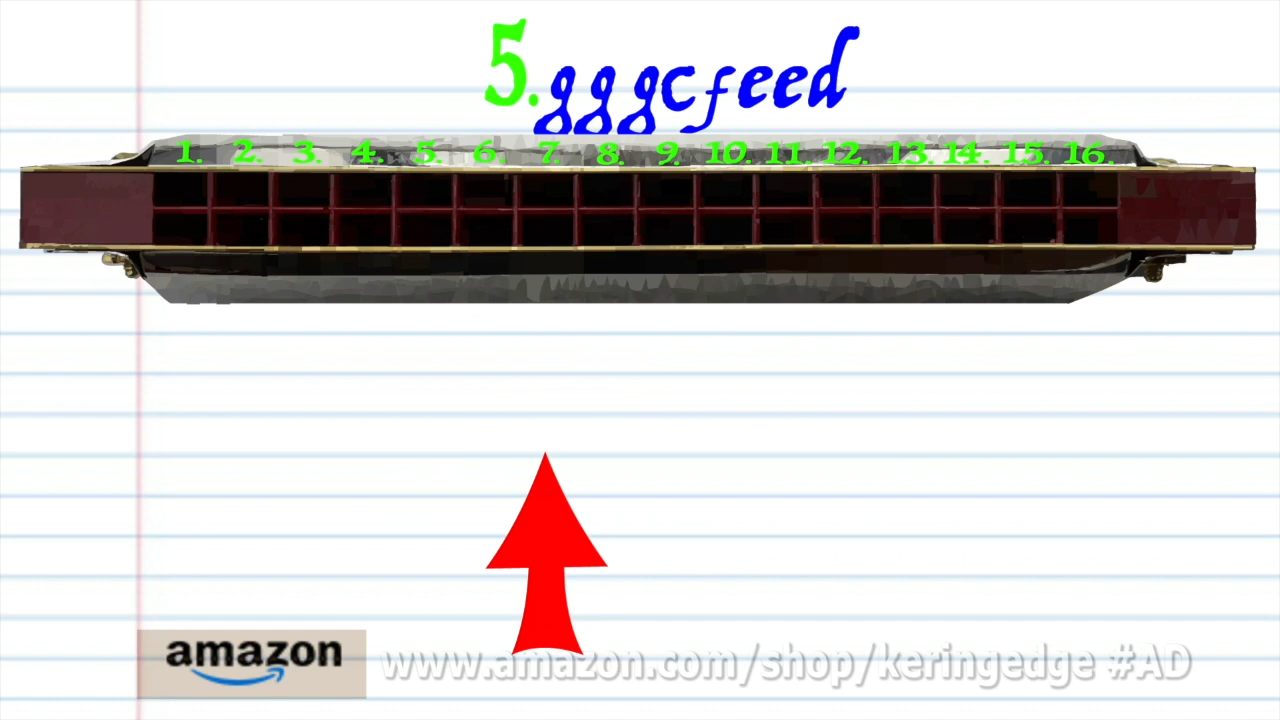 5.gggcfeed
1. 2. 3. 4. 5. 6. 7. 8. 9. 10. 11. 12. 13. 14. 15. 16.
amazon www.amazon.com/shop/keringedge #AD